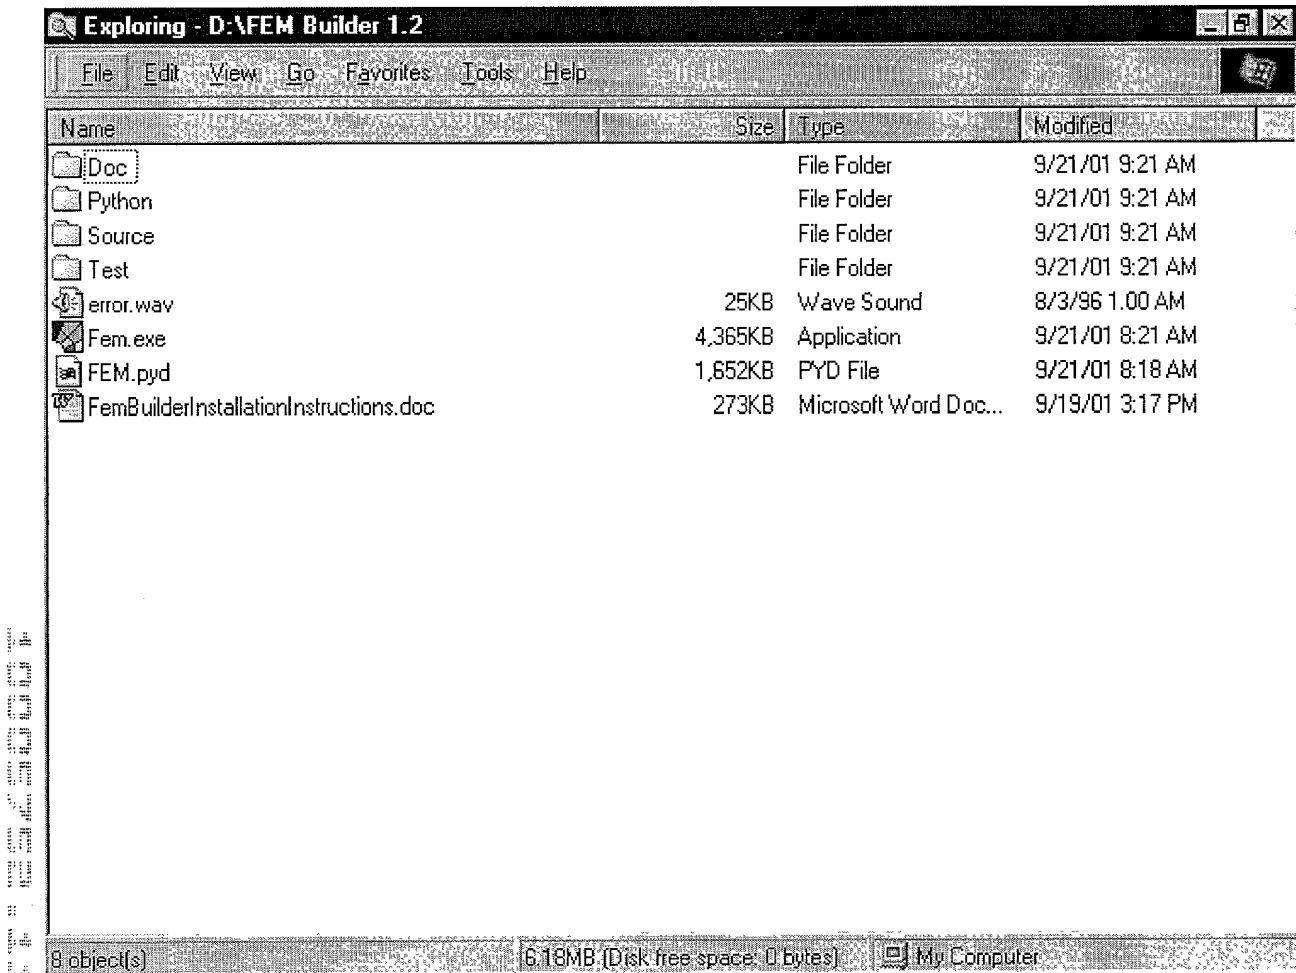 Exploring - D:\FEM Builder 1.2
File Edit View Go Favorites Tools Help
Name Size Type Modified
Doc File Folder 9/21/01 9:21 AM
Python File Folder 9/21/01 9:21 AM
Source File Folder 9/21/01 9:21 AM
Test File Folder 9/21/01 9:21 AM
error.wav 25KB Wave Sound 8/3/96 1.00 AM
Fem.exe 4,365KB Application 9/21/01 8:21 AM
FEM.pyd 1,652KB PYD File 9/21/01 8:18 AM
FemBuilderInstallationInstructions.doc 273KB Microsoft Word Doc... 9/19/01 3:17 PM
8 object(s) 6.18MB (Disk free space: 0 bytes) My Computer